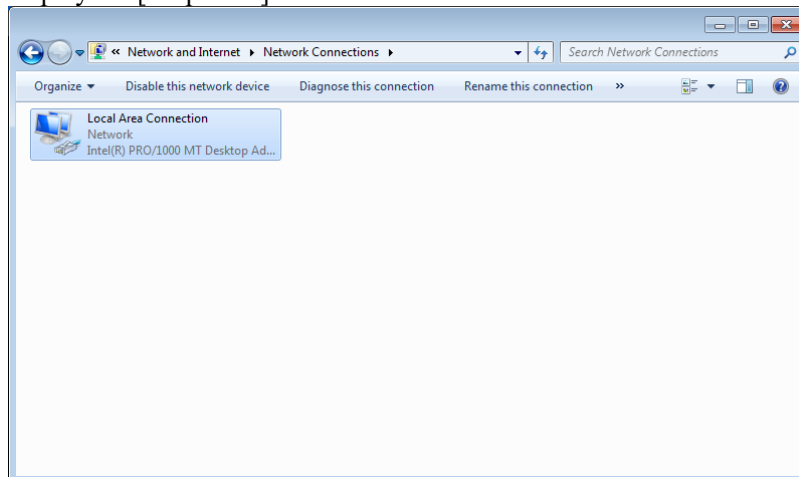 « Network and Internet ▸ Network Connections ▸ Search Network Connections
Organize ▾ Disable this network device Diagnose this connection Rename this connection »
Local Area Connection
Network
Intel(R) PRO/1000 MT Desktop Ad...